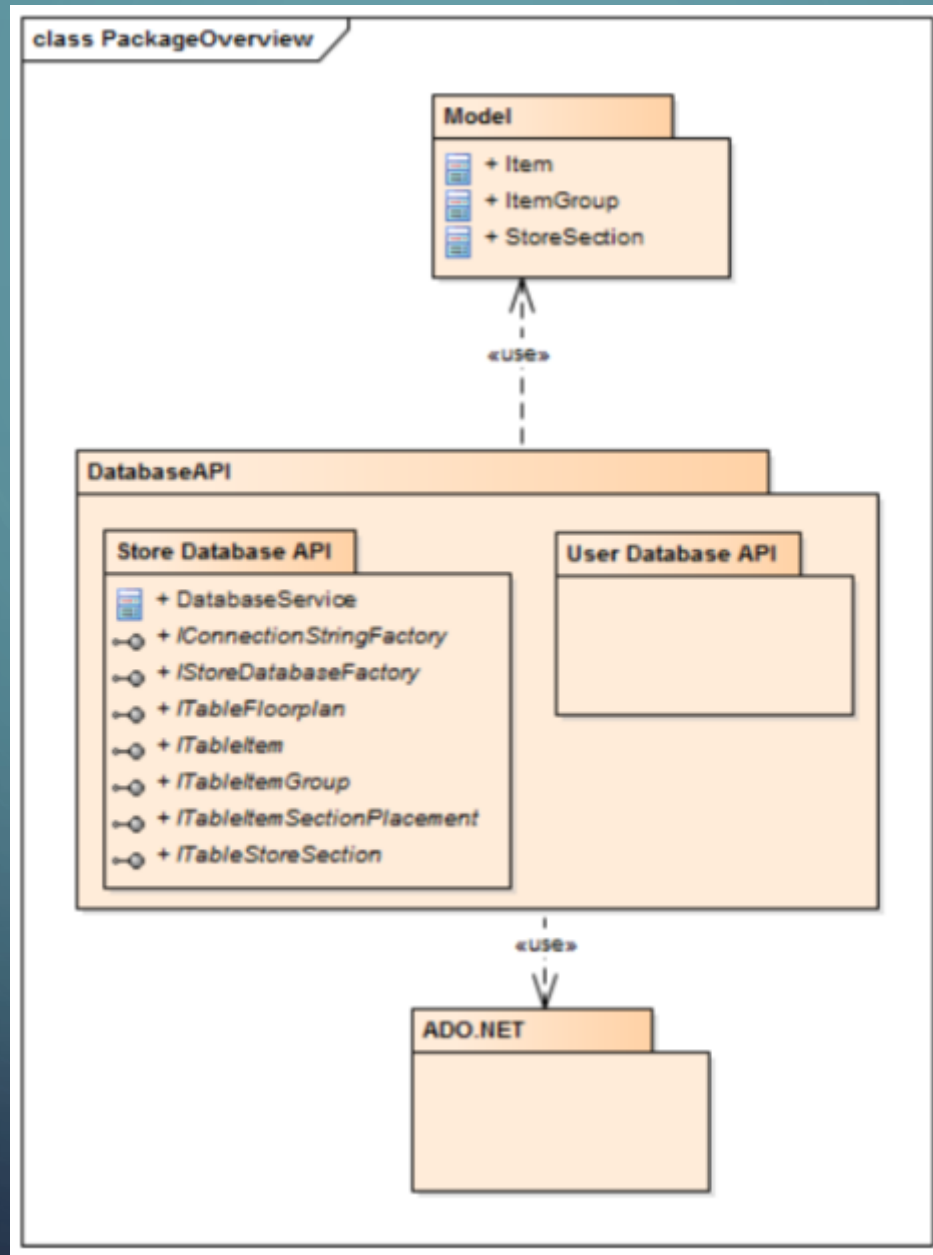 class PackageOverview
Model
+ Item
+ ItemGroup
+ StoreSection
«use»
DatabaseAPI
Store Database API
+ DatabaseService
+ IConnectionStringFactory
+ IStoreDatabaseFactory
+ ITableFloorplan
+ ITableItem
+ ITableItemGroup
+ ITableItemSectionPlacement
+ ITableStoreSection
User Database API
«use»
ADO.NET